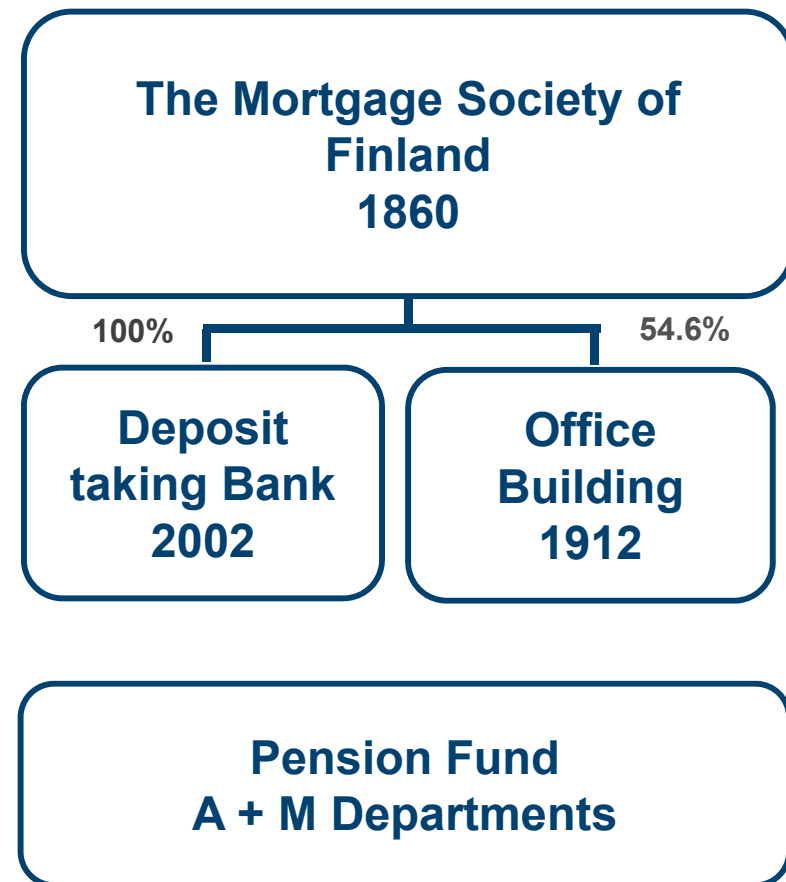 The Mortgage Society of
Finland
1860
100%
54.6%
Deposit
taking Bank
2002
Office
Building
1912
Pension Fund
A + M Departments